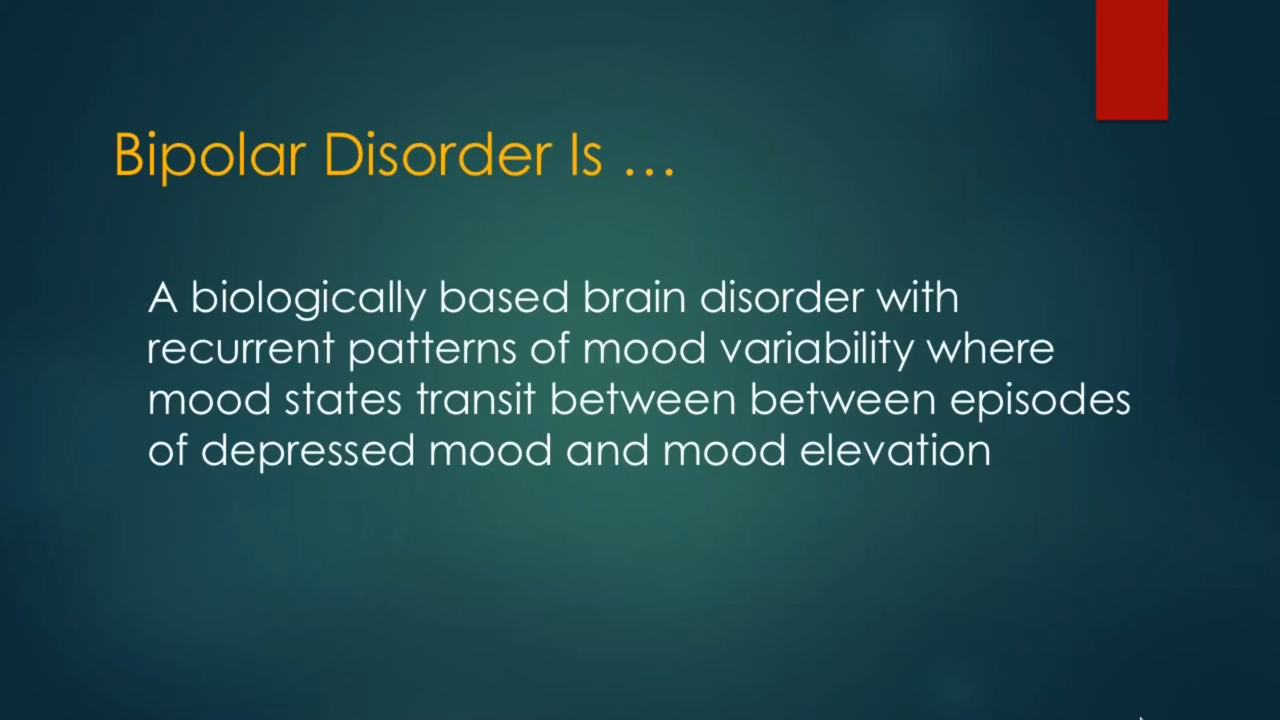 Bipolar Disorder Is …
A biologically based brain disorder with
recurrent patterns of mood variability where
mood states transit between between episodes
of depressed mood and mood elevation